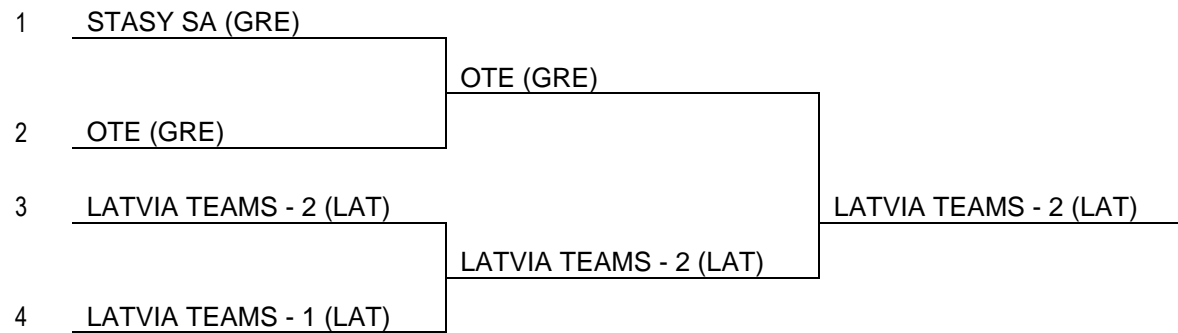 1 STASY SA (GRE)
OTE (GRE)
2 OTE (GRE)
3 LATVIA TEAMS - 2 (LAT)
LATVIA TEAMS - 2 (LAT)
LATVIA TEAMS - 2 (LAT)
4 LATVIA TEAMS - 1 (LAT)